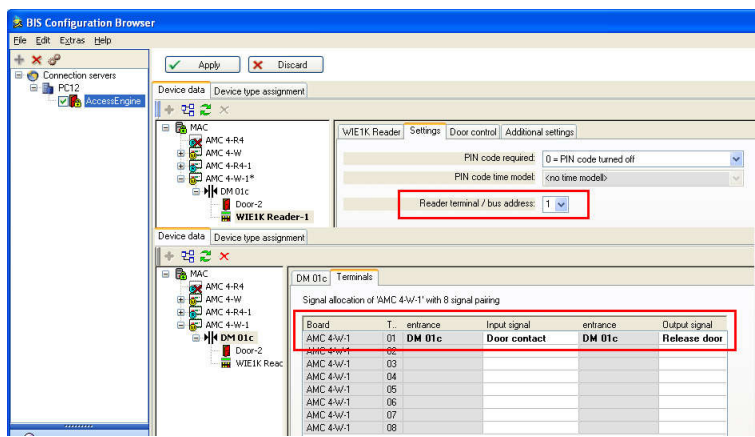 BIS Configuration Browser
File Edit Extras Help
Connection servers
PC12
AccessEngine
Apply Discard
Device data Device type assignment
MAC
AMC 4-R4
AMC 4-W
AMC 4-R4-1
AMC 4-W-1*
DM 01c
Door-2
WIE1K Reader-1
WIE1K Reader Settings Door control Additional settings
PIN code required: 0 = PIN code turned off
PIN code time model: <no time modell>
Reader terminal / bus address: 1
Device data Device type assignment
MAC
AMC 4-R4
AMC 4-W
AMC 4-R4-1
AMC 4-W-1
DM 01c
Door-2
WIE1K Reac
DM 01c Terminals
Signal allocation of 'AMC 4-W-1' with 8 signal pairing
Board T.. entrance Input signal entrance Output signal
AMC 4-W-1 01 DM 01c Door contact DM 01c Release door
AMC 4-W-1 02
AMC 4-W-1 03
AMC 4-W-1 04
AMC 4-W-1 05
AMC 4-W-1 06
AMC 4-W-1 07
AMC 4-W-1 08